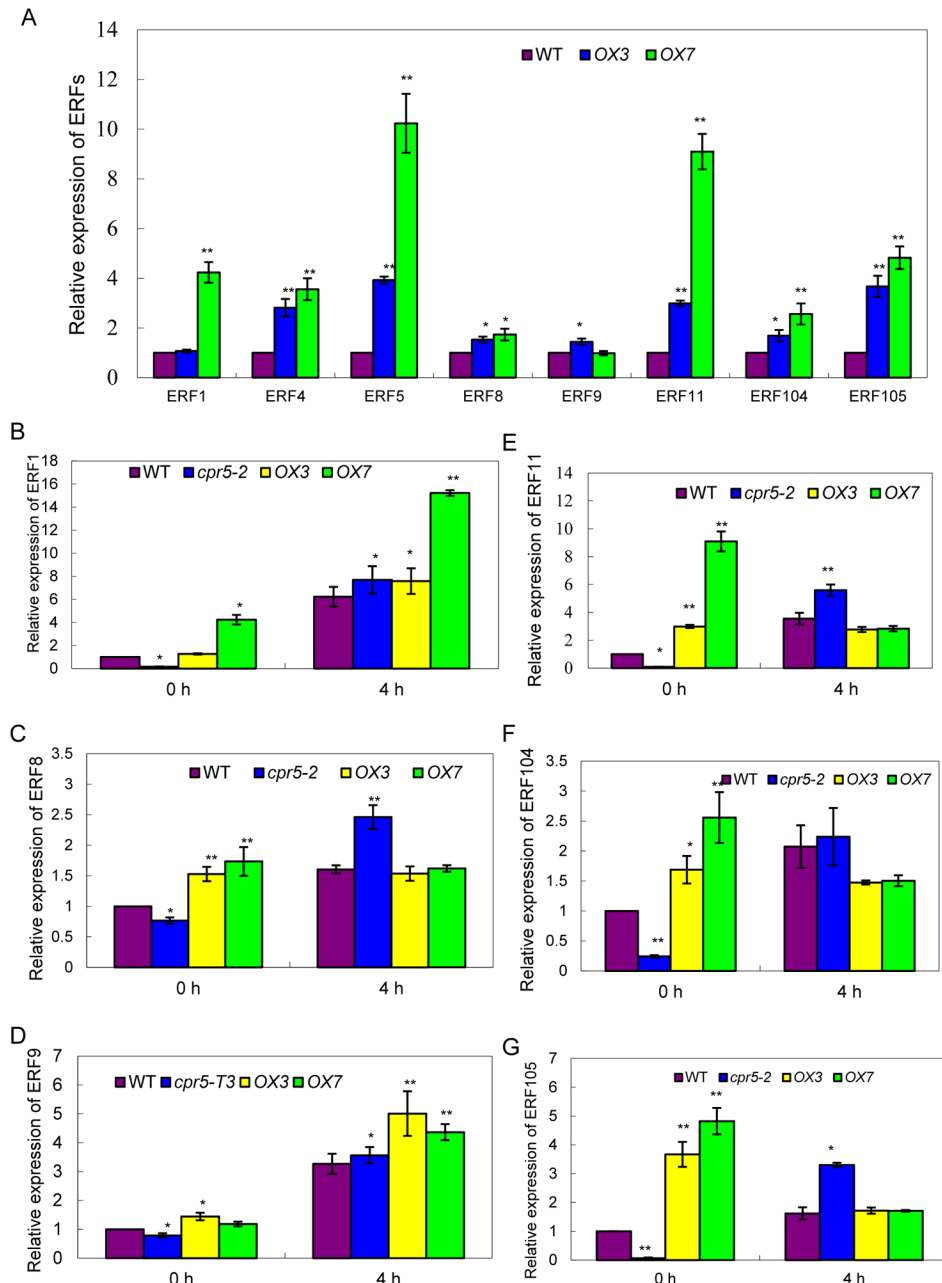 A
Relative expression of ERFs
14
12
10
8
6
4
2
0
WT OX3 OX7
** ** ** ** ** * * * ** ** * ** ** **
ERF1 ERF4 ERF5 ERF8 ERF9 ERF11 ERF104 ERF105
B
Relative expression of ERF1
18
16
14
12
10
8
6
4
2
0
WT cpr5-2 OX3 OX7
* * * * **
0 h 4 h
E
Relative expression of ERF11
14
12
10
8
6
4
2
0
WT cpr5-2 OX3 OX7
* ** ** **
0 h 4 h
C
Relative expression of ERF8
3.5
3
2.5
2
1.5
1
0.5
0
WT cpr5-2 OX3 OX7
* ** ** **
0 h 4 h
F
Relative expression of ERF104
3.5
3
2.5
2
1.5
1
0.5
0
WT cpr5-2 OX3 OX7
** * **
0 h 4 h
D
Relative expression of ERF9
7
6
5
4
3
2
1
0
WT cpr5-T3 OX3 OX7
* * * ** **
0 h 4 h
G
Relative expression of ERF105
7
6
5
4
3
2
1
0
WT cpr5-2 OX3 OX7
** ** ** *
0 h 4 h